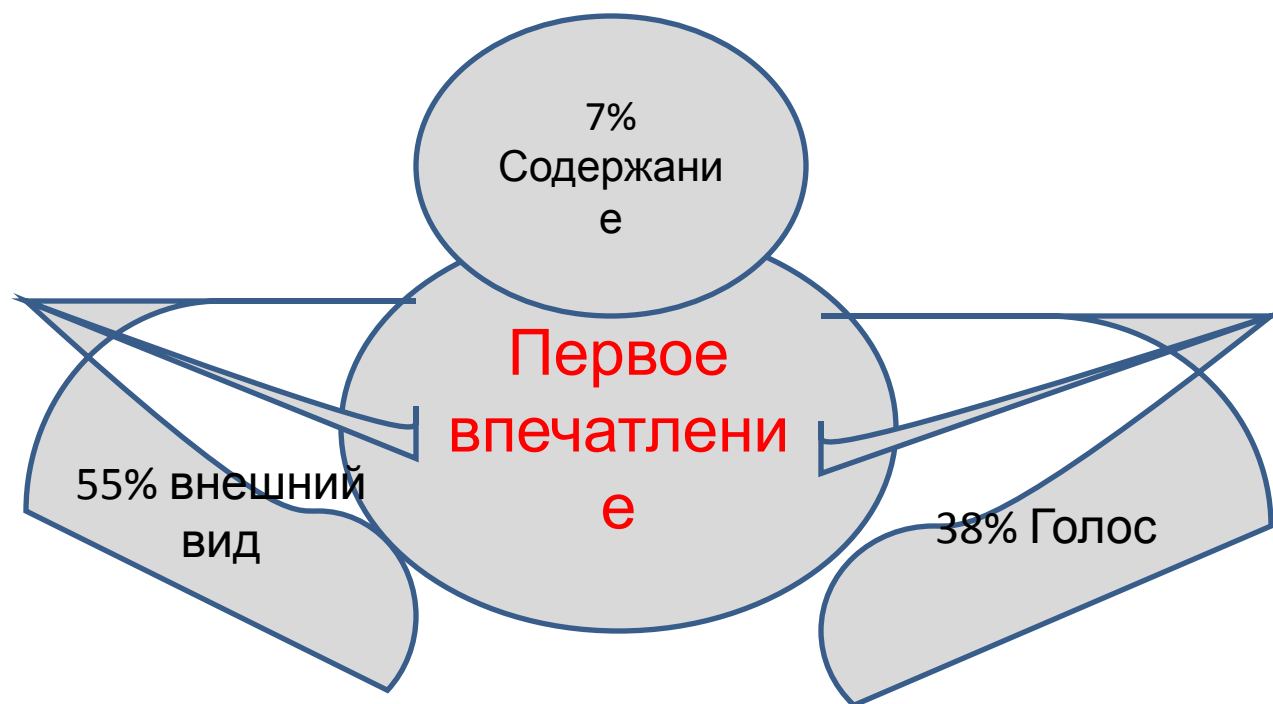 7%
Содержани
е
Первое
впечатлени
е
55% внешний
вид
38% Голос